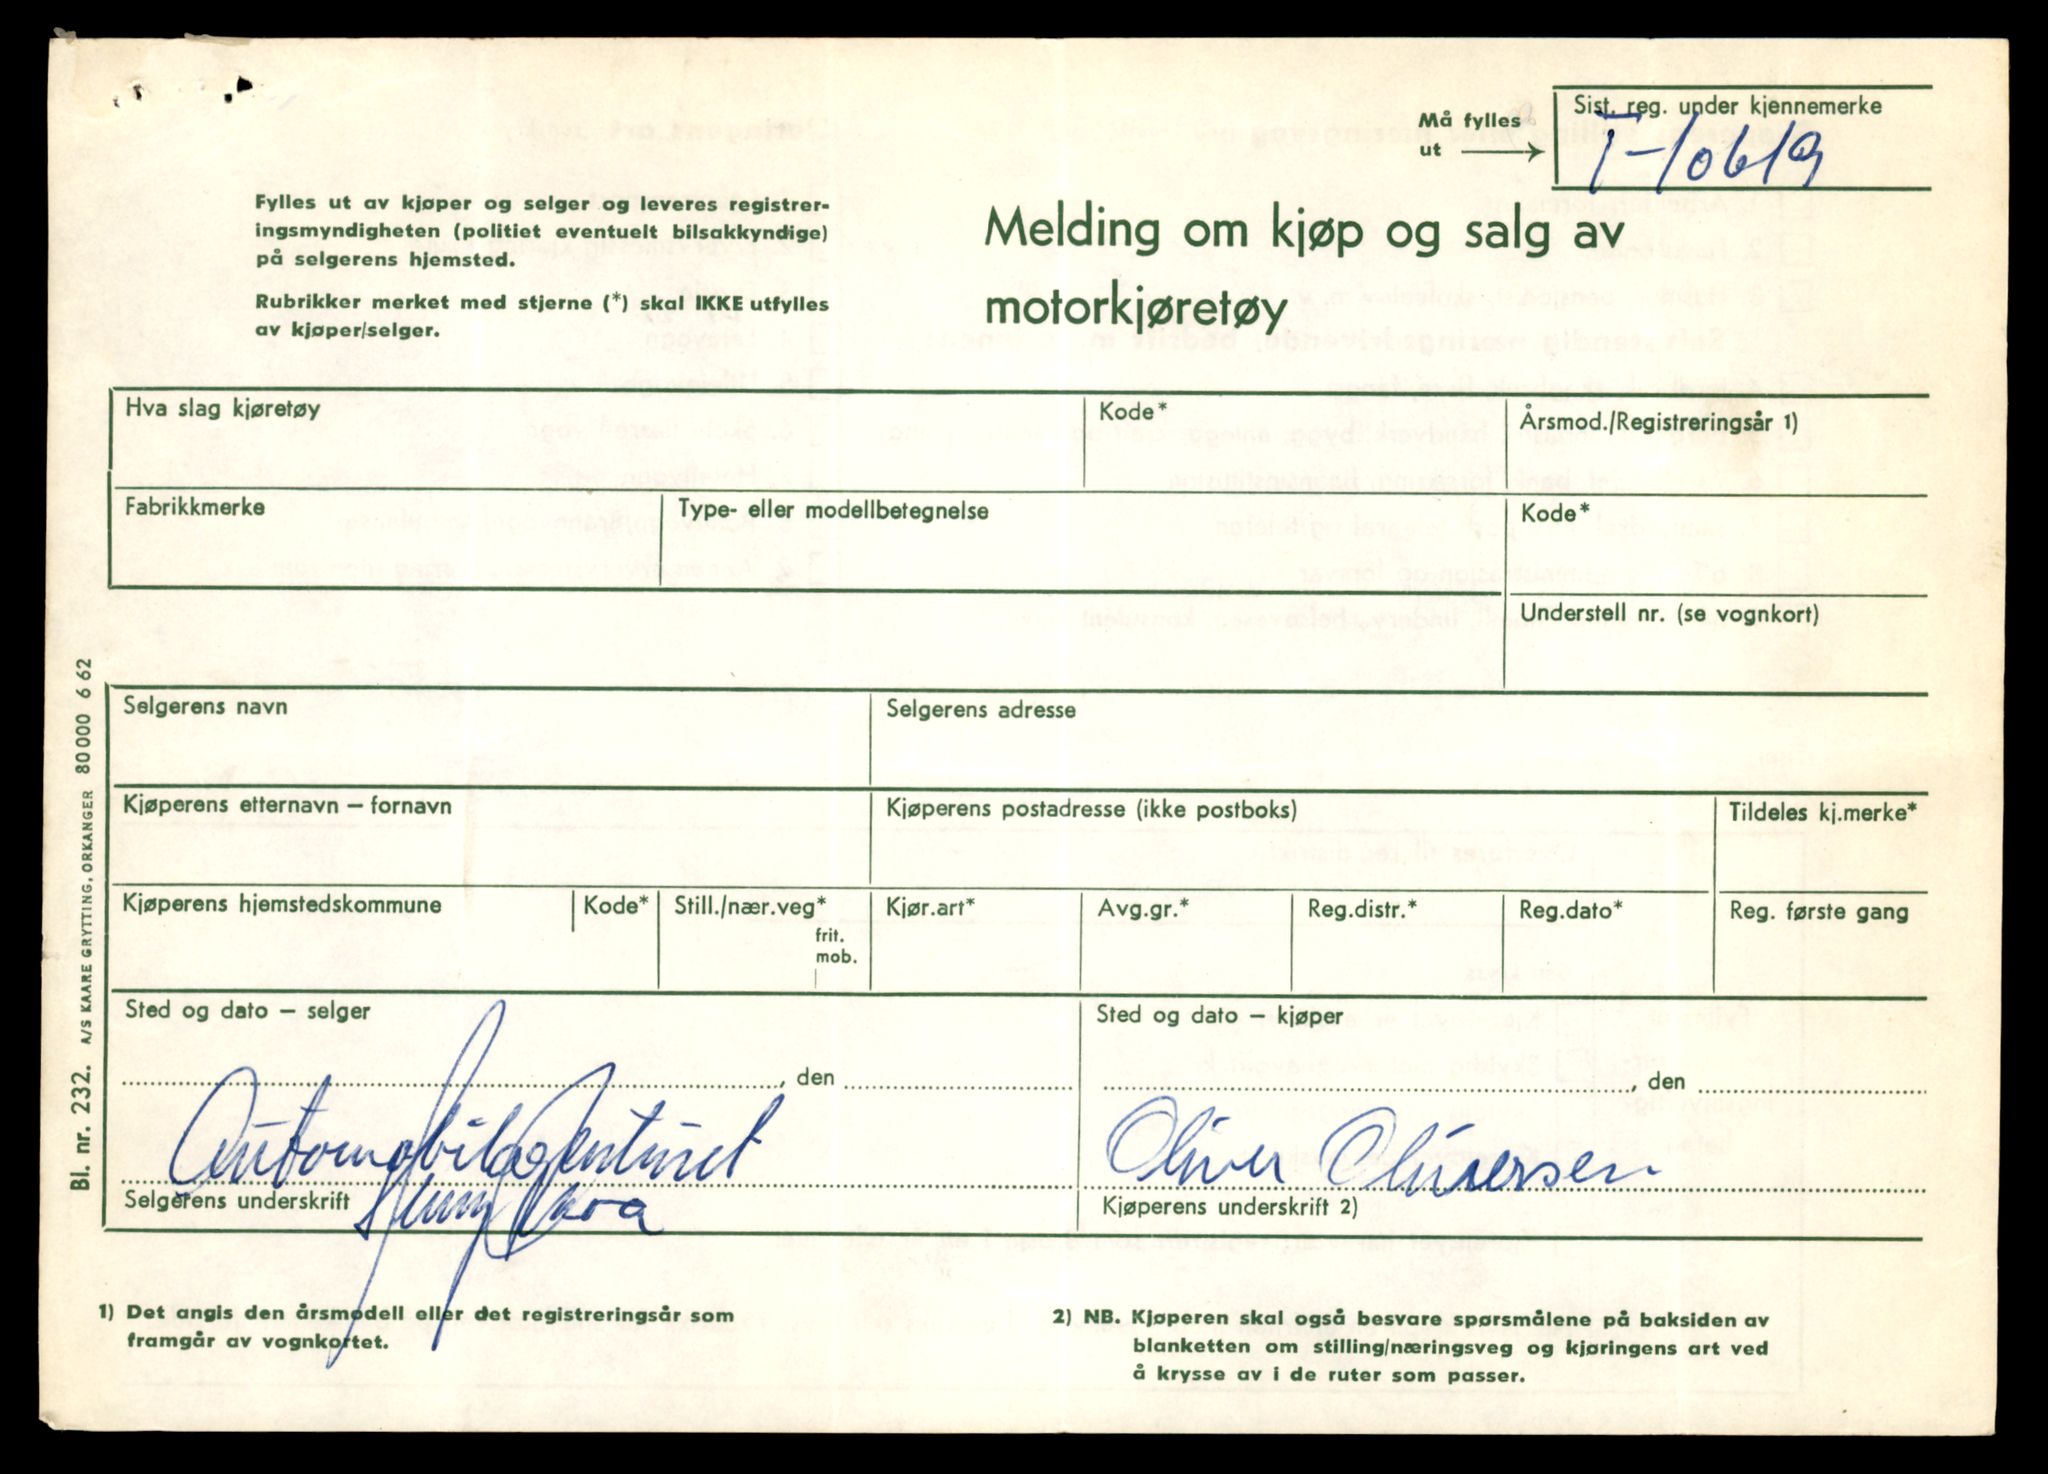 Må fylles
ut
Sist. reg. under kjennemerke
T-10619
Fylles ut av kjøper og selger og leveres registrer-
ingsmyndigheten (politiet eventuelt bilsakkyndige)
på selgerens hjemsted.
Rubrikker merket med stjerne (*) skal IKKE utfylles
av kjøper/selger.
Melding om kjøp og salg av
motorkjøretøy
Hva slag kjøretøy
Kode*
Årsmod./Registreringsår 1)
Fabrikkmerke
Type- eller modellbetegnelse
Kode*
Understell nr. (se vognkort)
Selgerens navn
Selgerens adresse
Kjøperens etternavn – fornavn
Kjøperens postadresse (ikke postboks)
Tildeles kj.merke*
Kjøperens hjemstedskommune
Kode*
Still./nær.veg*
frit.
mob.
Kjør.art*
Avg.gr.*
Reg.distr.*
Reg.dato*
Reg. første gang
Sted og dato – selger
, den
Automobilagenturet
Selgerens underskrift
Sted og dato – kjøper
, den
Oliver Oliversen
Kjøperens underskrift 2)
1) Det angis den årsmodell eller det registreringsår som
framgår av vognkortet.
2) NB. Kjøperen skal også besvare spørsmålene på baksiden av
blanketten om stilling/næringsveg og kjøringens art ved
å krysse av i de ruter som passer.
Bl. nr. 232. A/S KAARE GRYTTING, ORKANGER 80 000 6 62